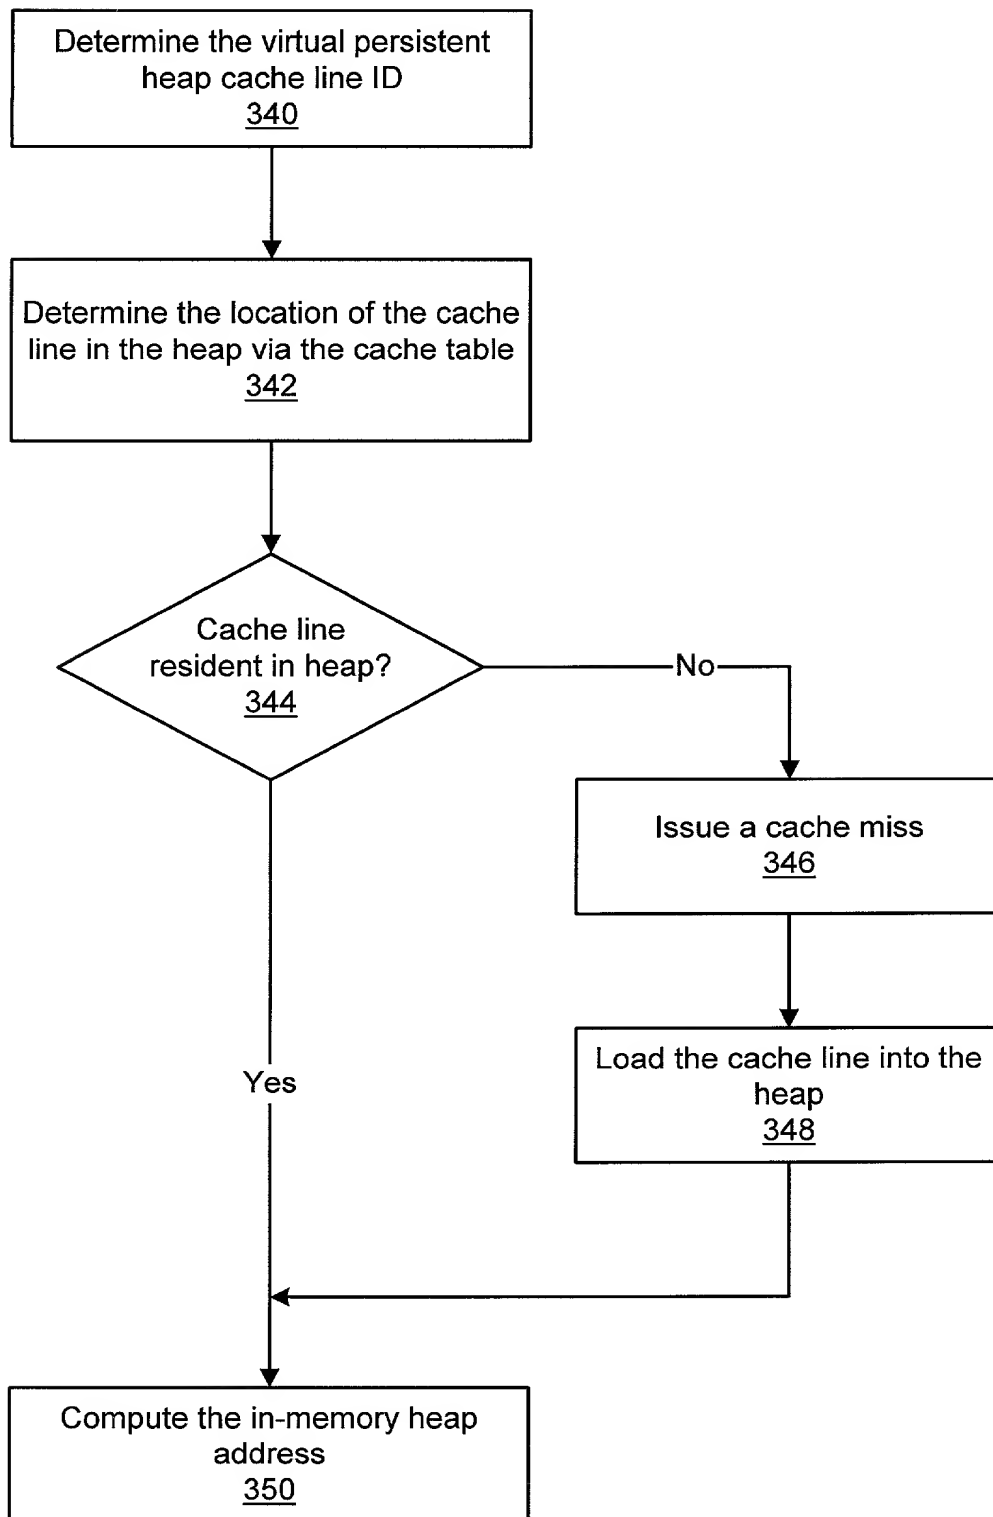 Determine the virtual persistent
heap cache line ID
340
Determine the location of the cache
line in the heap via the cache table
342
Cache line
resident in heap?
344
No
Issue a cache miss
346
Load the cache line into the
heap
348
Yes
Compute the in-memory heap
address
350